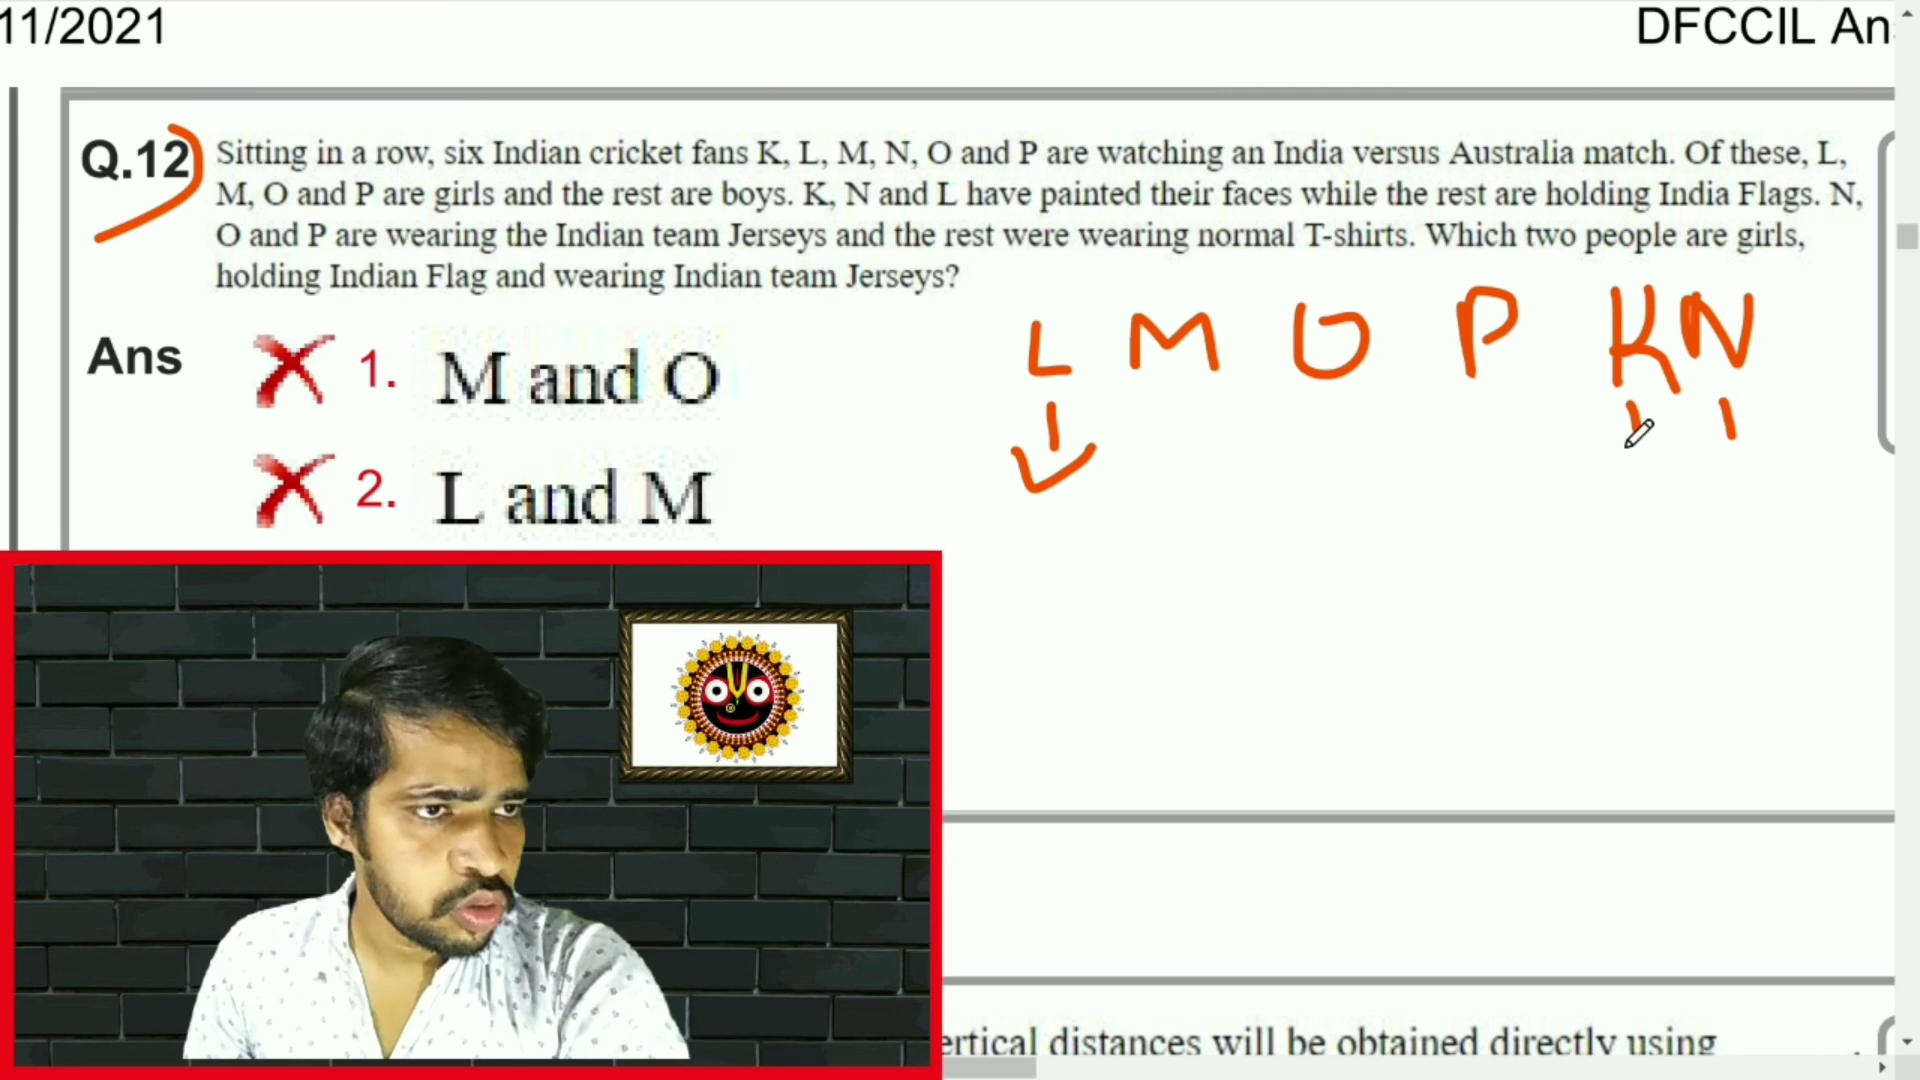 11/2021
DFCCIL An
Q.12 Sitting in a row, six Indian cricket fans K, L, M, N, O and P are watching an India versus Australia match. Of these, L,
M, O and P are girls and the rest are boys. K, N and L have painted their faces while the rest are holding India Flags. N,
O and P are wearing the Indian team Jerseys and the rest were wearing normal T-shirts. Which two people are girls,
holding Indian Flag and wearing Indian team Jerseys?
L M O P K N
Ans 1. M and O
2. L and M
ertical distances will be obtained directly using